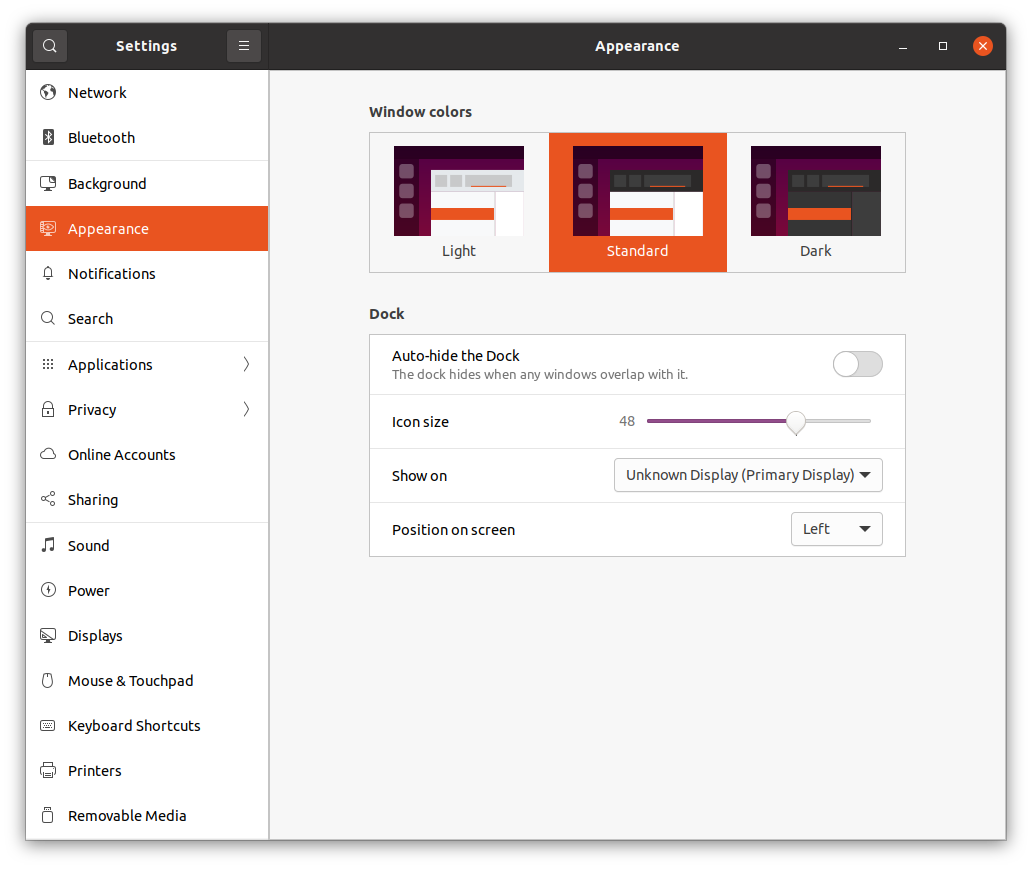 Settings
Appearance
Network
Bluetooth
Background
Appearance
Notifications
Search
Applications
Privacy
Online Accounts
Sharing
Sound
Power
Displays
Mouse & Touchpad
Keyboard Shortcuts
Printers
Removable Media
Window colors
Light
Standard
Dark
Dock
Auto-hide the Dock
The dock hides when any windows overlap with it.
Icon size 48
Show on Unknown Display (Primary Display)
Position on screen Left